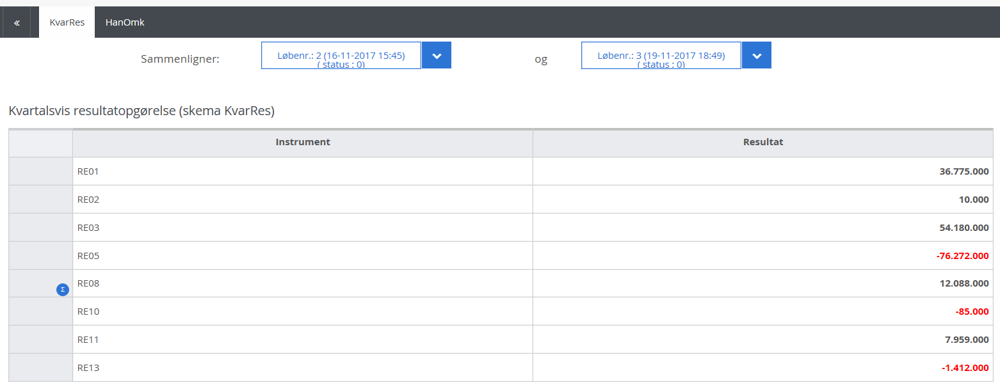 «
KvarRes
HanOmk
Sammenligner:
Løbenr.: 2 (16-11-2017 15:45)
( status : 0)
og
Løbenr.: 3 (19-11-2017 18:49)
( status : 0)
Kvartalsvis resultatopgørelse (skema KvarRes)
Instrument Resultat
RE01 36.775.000
RE02 10.000
RE03 54.180.000
RE05 -76.272.000
Σ RE08 12.088.000
RE10 -85.000
RE11 7.959.000
RE13 -1.412.000